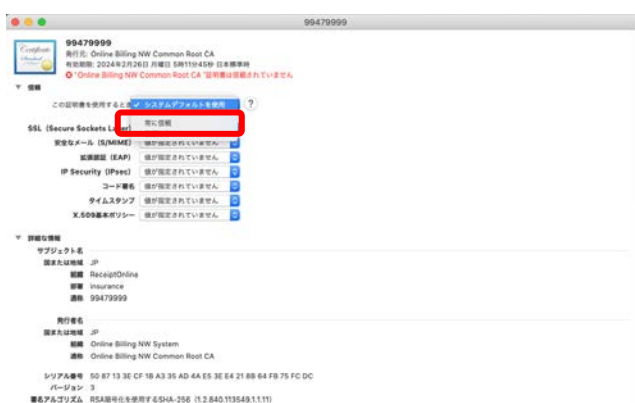 99479999
99479999
発行元: Online Billing NW Common Root CA
有効期限: 2024年2月26日 月曜日 5時11分45秒 日本標準時
"Online Billing NW Common Root CA "証明書は信頼されていません
信頼
この証明書を使用するとき ✓ システムデフォルトを使用 ?
常に信頼
SSL (Secure Sockets Layer)
安全なメール (S/MIME) 値が指定されていません
拡張認証 (EAP) 値が指定されていません
IP Security (IPsec) 値が指定されていません
コード署名 値が指定されていません
タイムスタンプ 値が指定されていません
X.509基本ポリシー 値が指定されていません
詳細な情報
サブジェクト名
国または地域 JP
組織 ReceiptOnline
部署 insurance
通称 99479999
発行者名
国または地域 JP
組織 Online Billing NW System
通称 Online Billing NW Common Root CA
シリアル番号 50 87 13 3E CF 18 A3 35 AD 4A E5 3E E4 21 8B 64 FB 75 FC DC
バージョン 3
署名アルゴリズム RSA暗号化を使用するSHA-256 (1.2.840.113549.1.1.11)